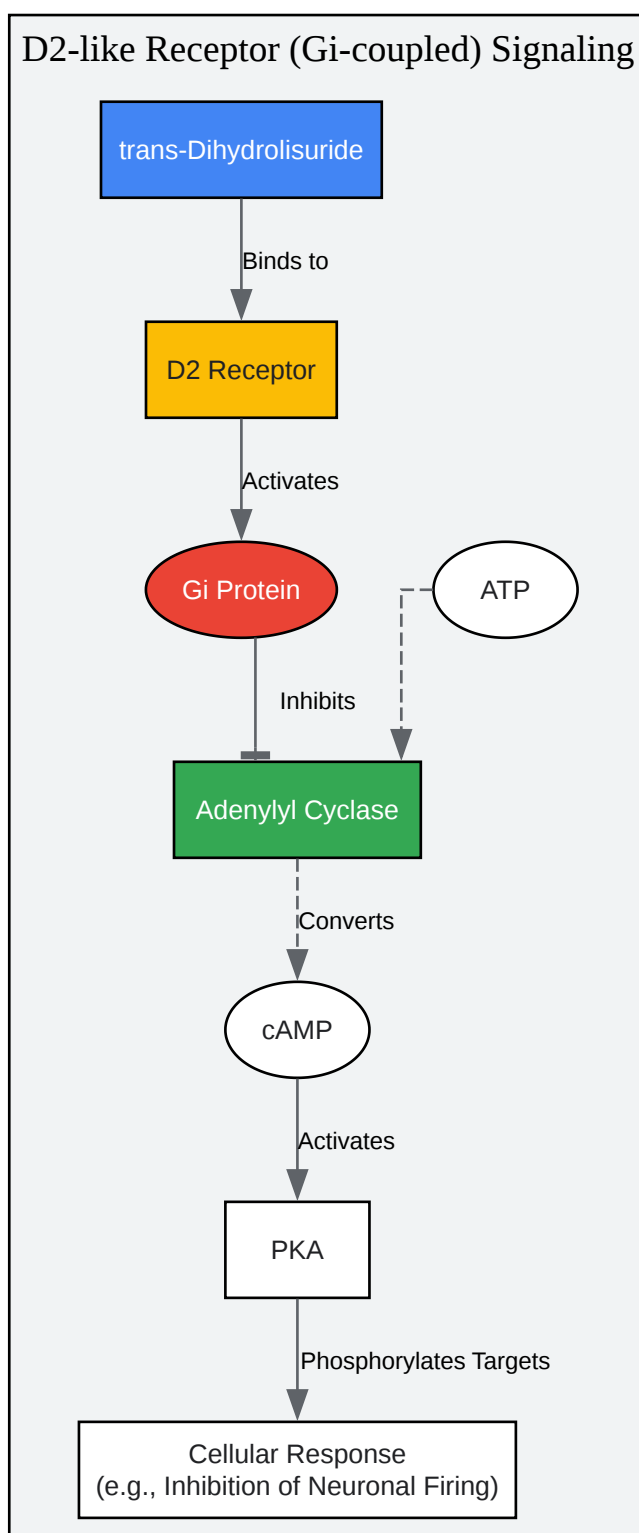 D2-like Receptor (Gi-coupled) Signaling
trans-Dihydrolisuride
Binds to
D2 Receptor
Activates
Gi Protein
ATP
Inhibits
Adenylyl Cyclase
Converts
cAMP
Activates
PKA
Phosphorylates Targets
Cellular Response
(e.g., Inhibition of Neuronal Firing)